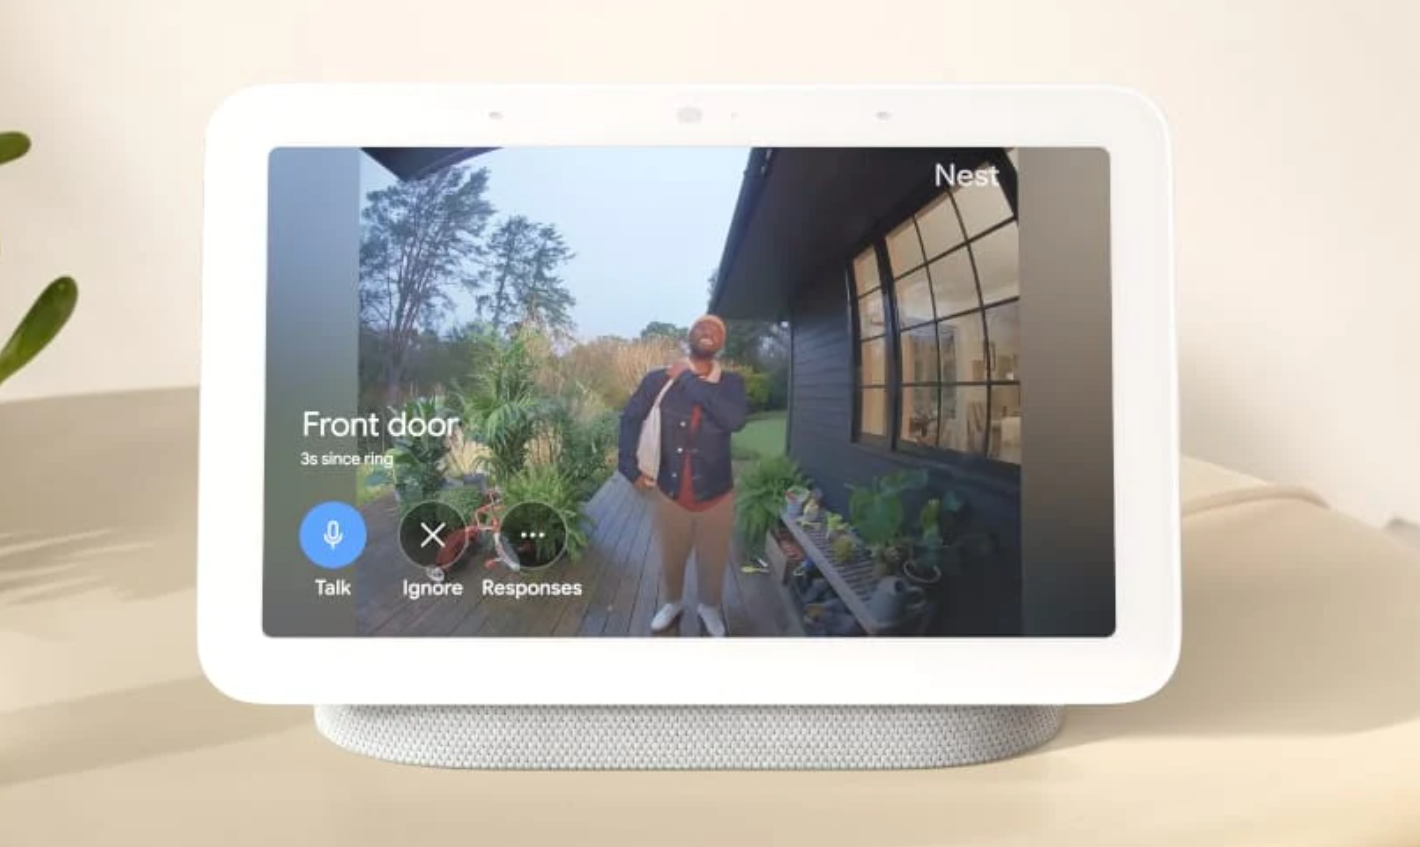 Nest
Front door
3s since ring
Talk
Ignore
Responses